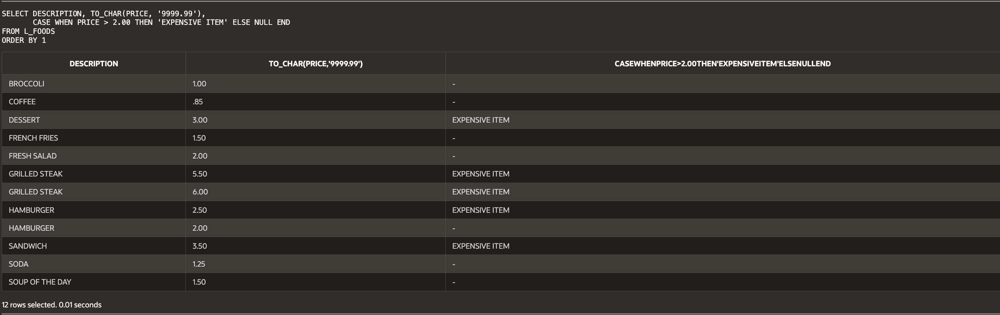 SELECT DESCRIPTION, TO_CHAR(PRICE, '9999.99'),
       CASE WHEN PRICE > 2.00 THEN 'EXPENSIVE ITEM' ELSE NULL END
FROM L_FOODS
ORDER BY 1
DESCRIPTION TO_CHAR(PRICE,'9999.99') CASEWHENPRICE>2.00THEN'EXPENSIVEITEM'ELSENULLEND
BROCCOLI 1.00 -
COFFEE .85 -
DESSERT 3.00 EXPENSIVE ITEM
FRENCH FRIES 1.50 -
FRESH SALAD 2.00 -
GRILLED STEAK 5.50 EXPENSIVE ITEM
GRILLED STEAK 6.00 EXPENSIVE ITEM
HAMBURGER 2.50 EXPENSIVE ITEM
HAMBURGER 2.00 -
SANDWICH 3.50 EXPENSIVE ITEM
SODA 1.25 -
SOUP OF THE DAY 1.50 -
12 rows selected. 0.01 seconds